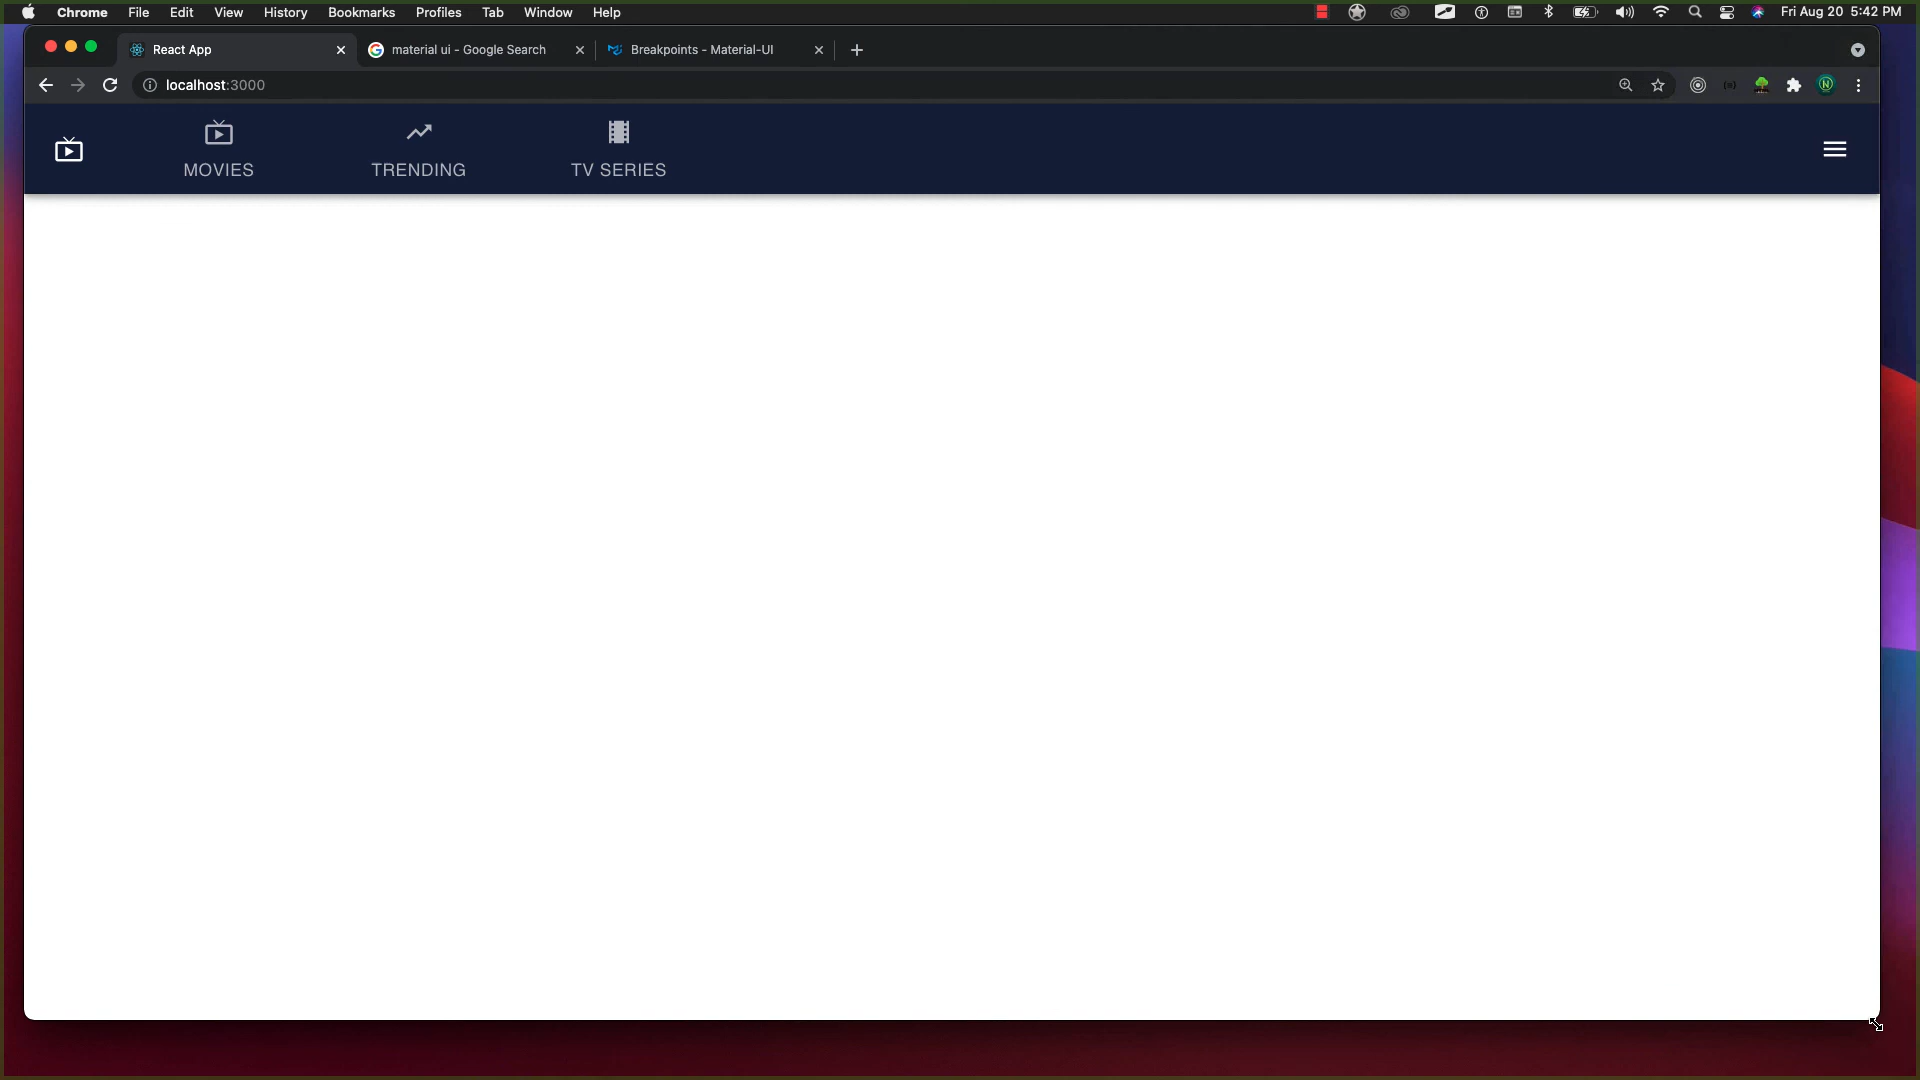 Chrome File Edit View History Bookmarks Profiles Tab Window Help Fri Aug 20 5:42 PM
React App material ui - Google Search Breakpoints - Material-UI
localhost:3000 N
MOVIES TRENDING TV SERIES